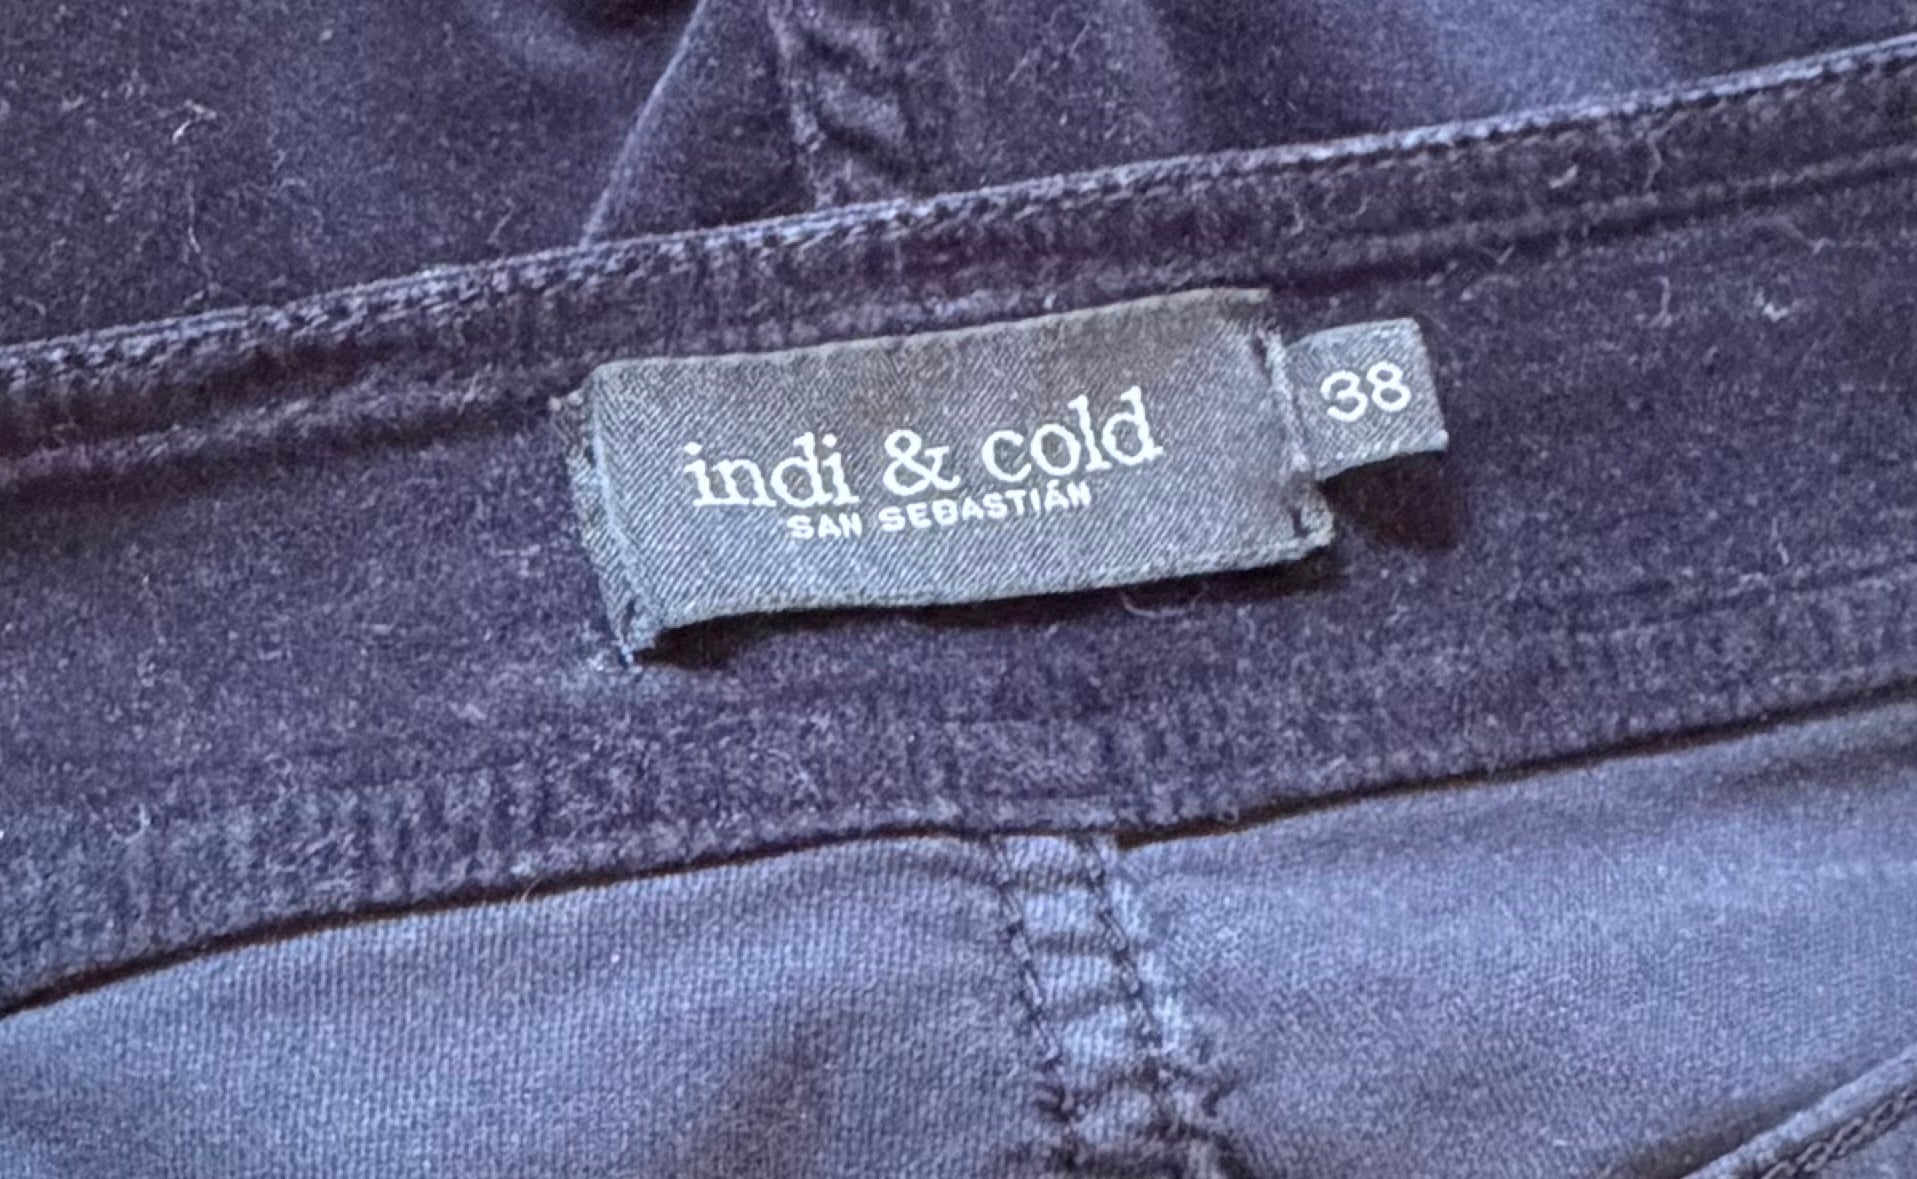 indi & cold
SAN SEBASTIÁN
38